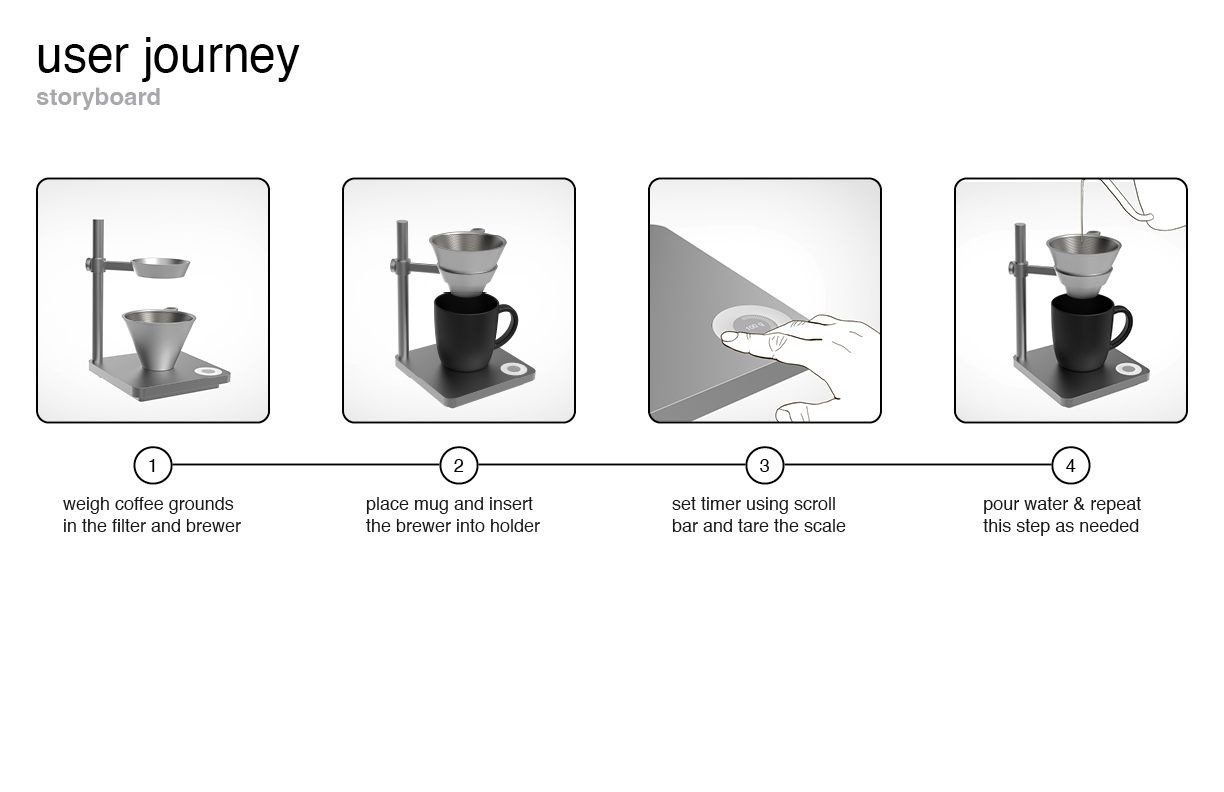 user journey
storyboard
100 g
1
2
3
4
weigh coffee grounds
in the filter and brewer
place mug and insert
the brewer into holder
set timer using scroll
bar and tare the scale
pour water & repeat
this step as needed